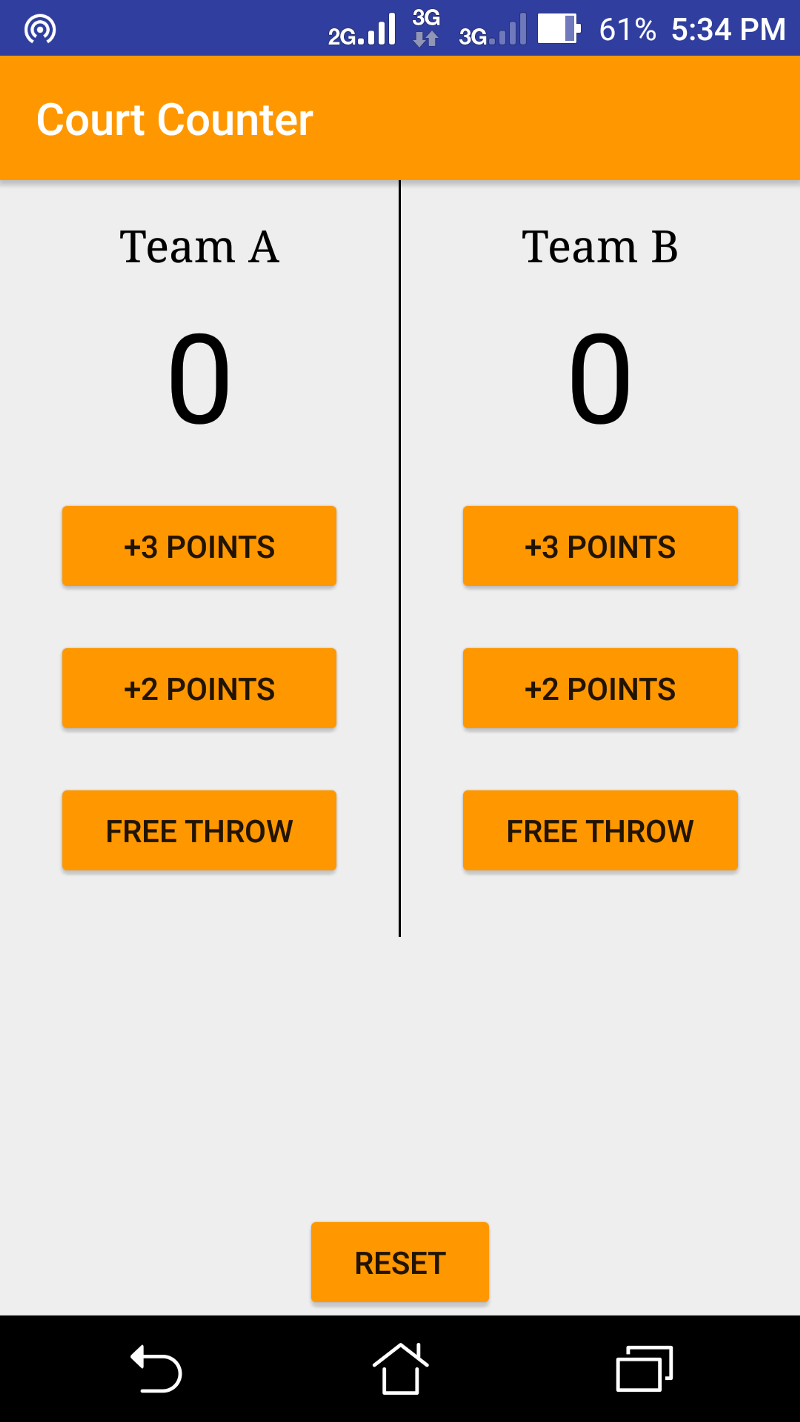 2G 3G 3G 61% 5:34 PM
Court Counter
Team A
0
+3 POINTS
+2 POINTS
FREE THROW
Team B
0
+3 POINTS
+2 POINTS
FREE THROW
RESET